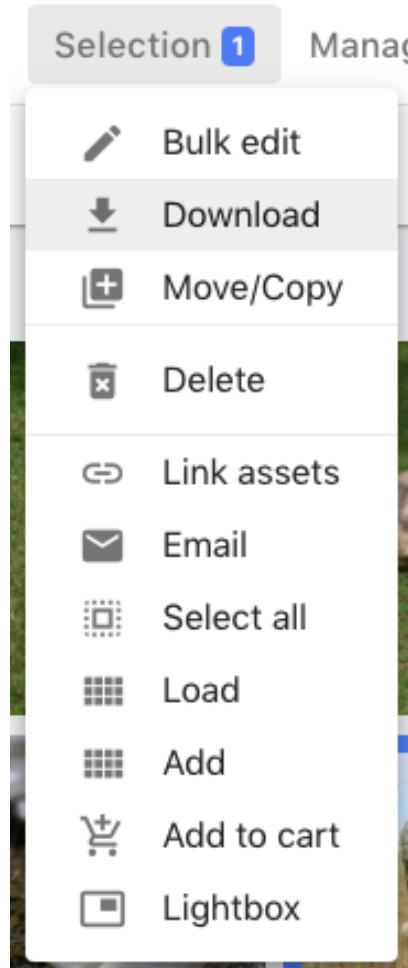 Selection 1 Manag
Bulk edit
Download
Move/Copy
Delete
Link assets
Email
Select all
Load
Add
Add to cart
Lightbox